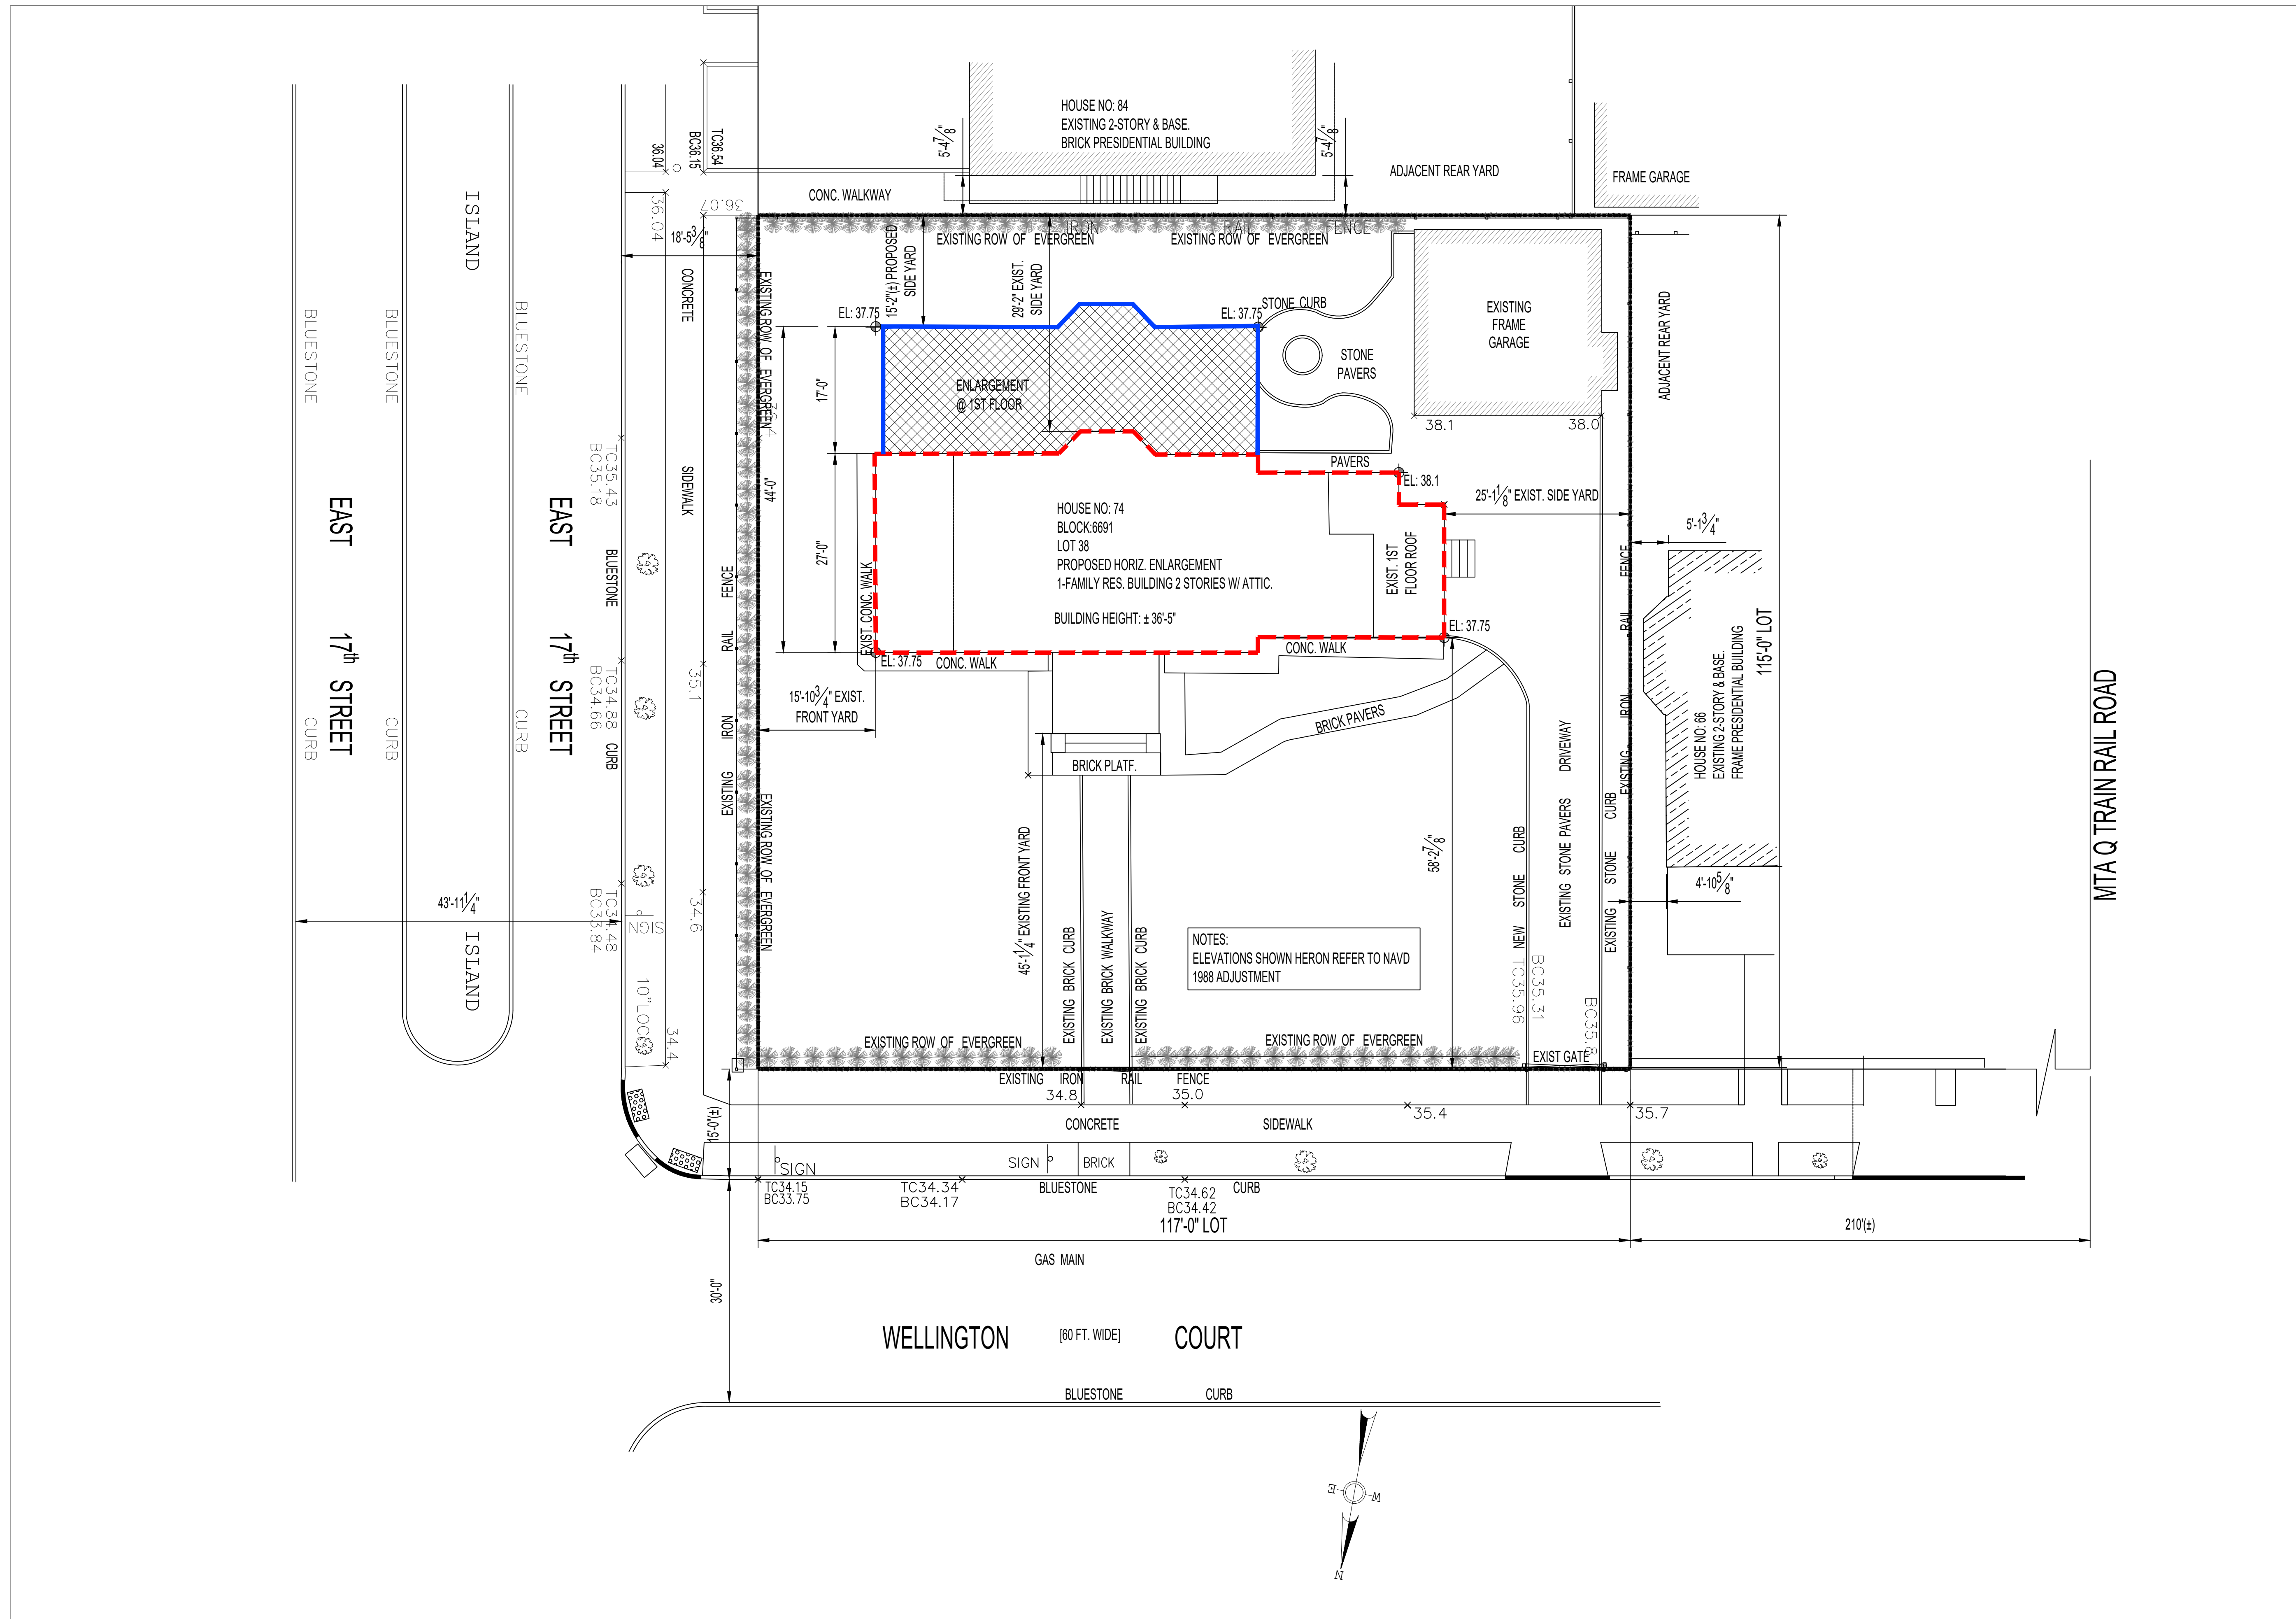 HOUSE NO: 84
EXISTING 2-STORY & BASE.
BRICK PRESIDENTIAL BUILDING
5'-4 7/8"
5'-4 7/8"
ADJACENT REAR YARD
FRAME GARAGE
CONC. WALKWAY
36.04
BC36.15
TC36.54
36.04
36.07
18'-5 3/8"
ISLAND
BLUESTONE
BLUESTONE
BLUESTONE
CONCRETE
SIDEWALK
IRON RAIL FENCE
EXISTING ROW OF EVERGREEN
EXISTING ROW OF EVERGREEN
15'-2"(±) PROPOSED
SIDE YARD
29'-2" EXIST.
SIDE YARD
EL: 37.75
EL: 37.75
STONE CURB
STONE
PAVERS
EXISTING
FRAME
GARAGE
38.1
38.0
ADJACENT REAR YARD
EXISTING ROW OF EVERGREEN
17'-0"
44'-0"
27'-0"
ENLARGEMENT
@ 1ST FLOOR
PAVERS
EL: 38.1
25'-1 1/8" EXIST. SIDE YARD
HOUSE NO: 74
BLOCK:6691
LOT 38
PROPOSED HORIZ. ENLARGEMENT
1-FAMILY RES. BUILDING 2 STORIES W/ ATTIC.
BUILDING HEIGHT: ± 36'-5"
EXIST. 1ST
FLOOR ROOF
EXIST. CONC. WALK
EL: 37.75
CONC. WALK
CONC. WALK
EL: 37.75
15'-10 3/4" EXIST.
FRONT YARD
BRICK PLATF.
BRICK PAVERS
5'-1 3/4"
HOUSE NO: 66
EXISTING 2-STORY & BASE.
FRAME PRESIDENTIAL BUILDING
115'-0" LOT
4'-10 5/8"
MTA Q TRAIN RAIL ROAD
EXISTING IRON RAIL FENCE
EXISTING STONE CURB
EXISTING STONE PAVERS DRIVEWAY
NEW STONE CURB
TC35.96
BC35.31
BC35.8
58'-2 7/8"
45'-1 1/4" EXISTING FRONT YARD
EXISTING BRICK CURB
EXISTING BRICK WALKWAY
EXISTING BRICK CURB
NOTES:
ELEVATIONS SHOWN HERON REFER TO NAVD
1988 ADJUSTMENT
EXISTING IRON RAIL FENCE
EXISTING ROW OF EVERGREEN
EAST 17th STREET
EAST 17th STREET
TC35.43
BC35.18
BLUESTONE CURB
TC34.88
BC34.66
35.1
CURB
CURB
CURB
34.6
TC34.48
BC33.84
SIGN
10"LOC
34.4
43'-11 1/4"
ISLAND
EXISTING ROW OF EVERGREEN
EXISTING ROW OF EVERGREEN
EXIST GATE
EXISTING IRON RAIL FENCE
34.8
35.0
35.4
35.7
CONCRETE SIDEWALK
15'-0"(±)
SIGN
SIGN
BRICK
TC34.15
BC33.75
TC34.34
BC34.17
BLUESTONE CURB
TC34.62
BC34.42
117'-0" LOT
210'(±)
GAS MAIN
30'-0"
WELLINGTON [60 FT. WIDE] COURT
BLUESTONE CURB
E
W
N